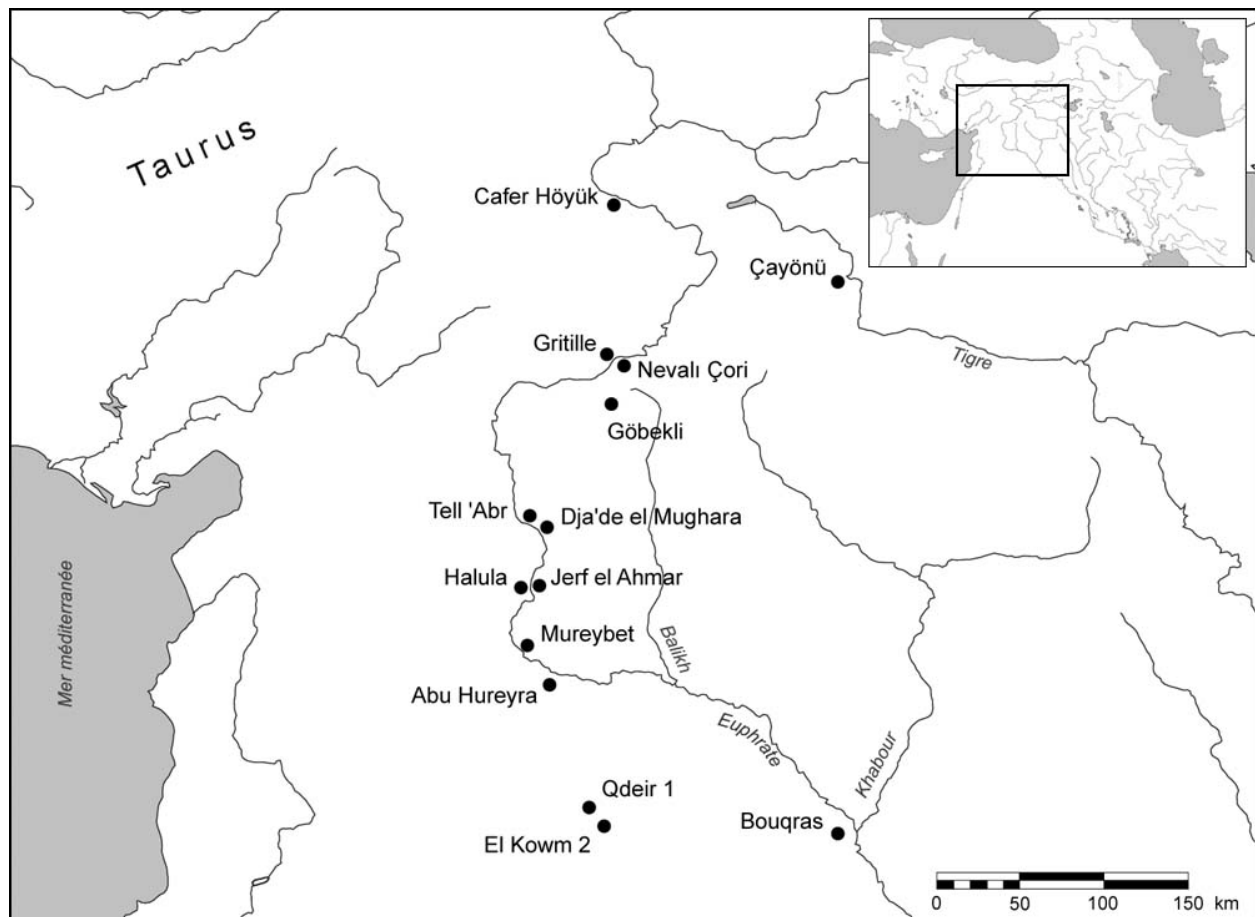 Taurus
Cafer Höyük
Çayönü
Gritille
Nevalı Çori
Tigre
Göbekli
Tell 'Abr
Dja'de el Mughara
Halula
Jerf el Ahmar
Mer méditerranée
Mureybet
Balikh
Abu Hureyra
Euphrate
Khabour
Qdeir 1
Bouqras
El Kowm 2
0 50 100 150 km